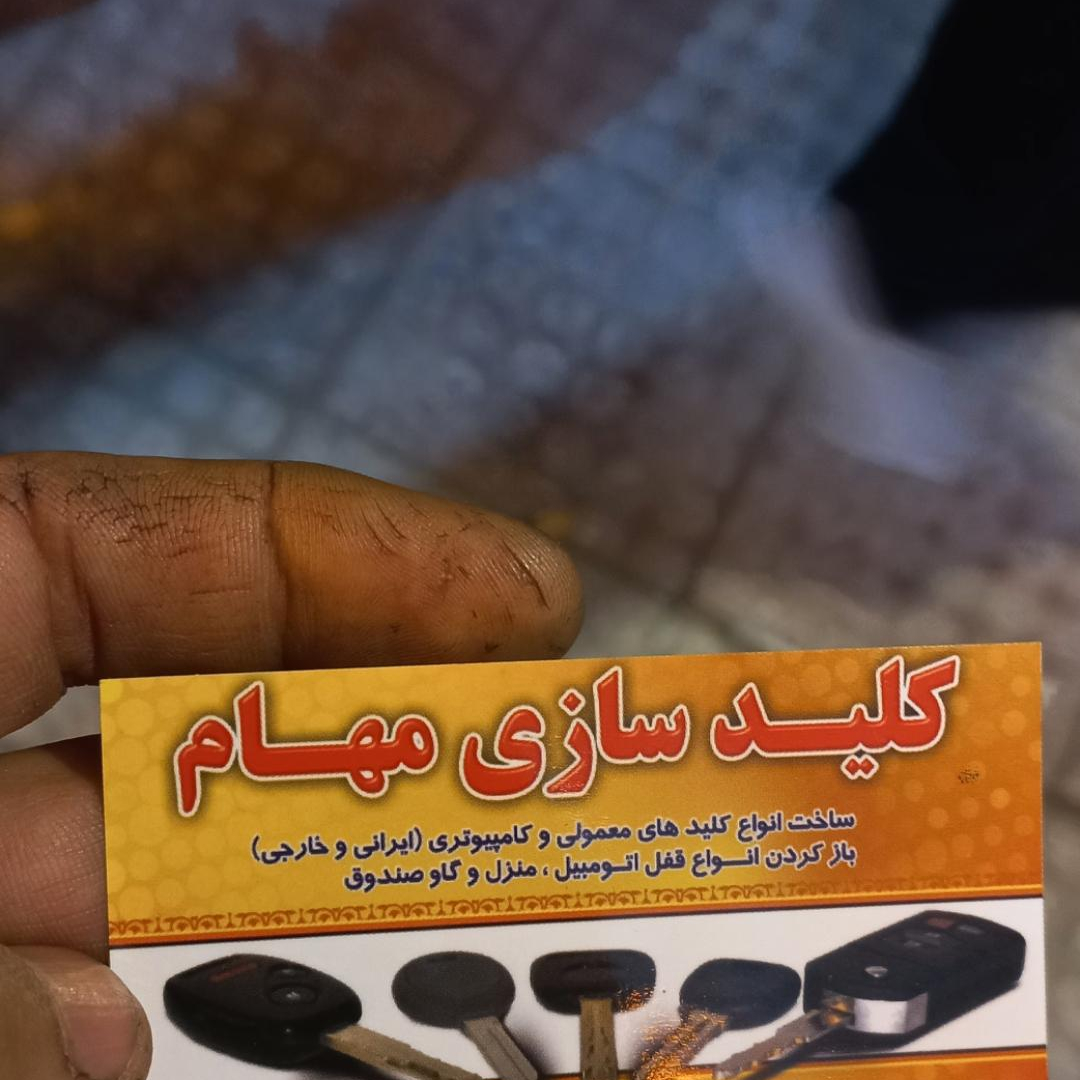 کلید سازی مهام
ساخت انواع کلید های معمولی و کامپیوتری (ایرانی و خارجی)
باز کردن انواع قفل اتومبیل ، منزل و گاو صندوق